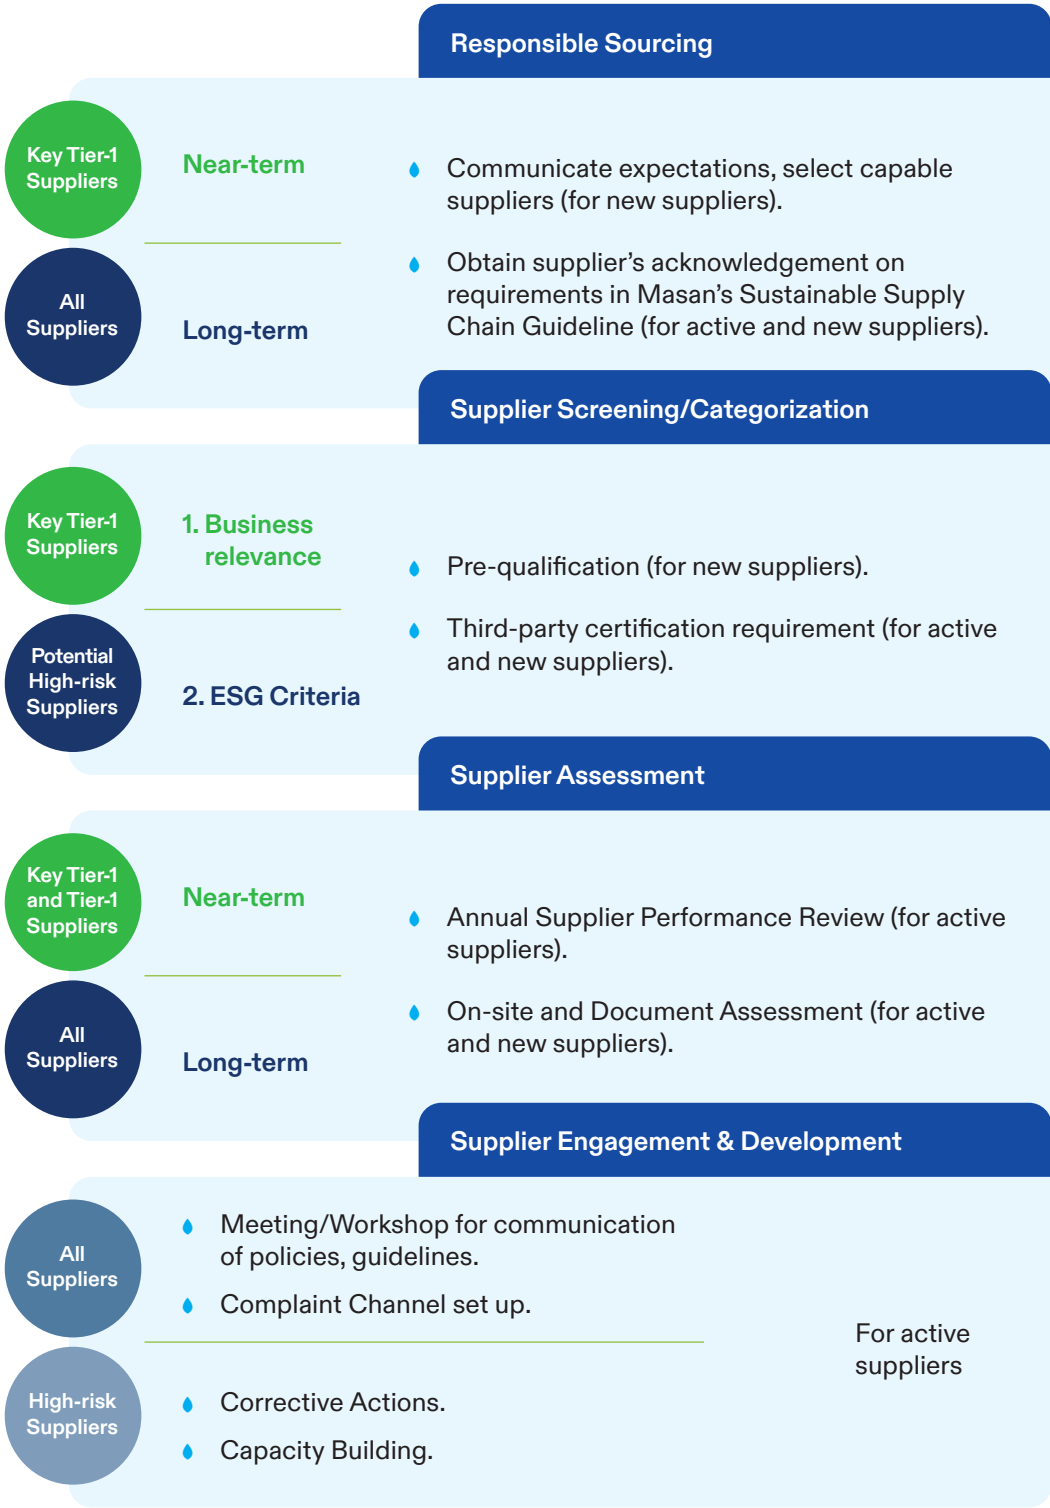 Responsible Sourcing
Key Tier-1
Suppliers
Near-term
All
Suppliers
Long-term
Communicate expectations, select capable
suppliers (for new suppliers).
Obtain supplier’s acknowledgement on
requirements in Masan’s Sustainable Supply
Chain Guideline (for active and new suppliers).
Supplier Screening/Categorization
Key Tier-1
Suppliers
1. Business
relevance
Potential
High-risk
Suppliers
2. ESG Criteria
Pre-qualification (for new suppliers).
Third-party certification requirement (for active
and new suppliers).
Supplier Assessment
Key Tier-1
and Tier-1
Suppliers
Near-term
All
Suppliers
Long-term
Annual Supplier Performance Review (for active
suppliers).
On-site and Document Assessment (for active
and new suppliers).
Supplier Engagement & Development
All
Suppliers
Meeting/Workshop for communication
of policies, guidelines.
Complaint Channel set up.
High-risk
Suppliers
Corrective Actions.
Capacity Building.
For active
suppliers